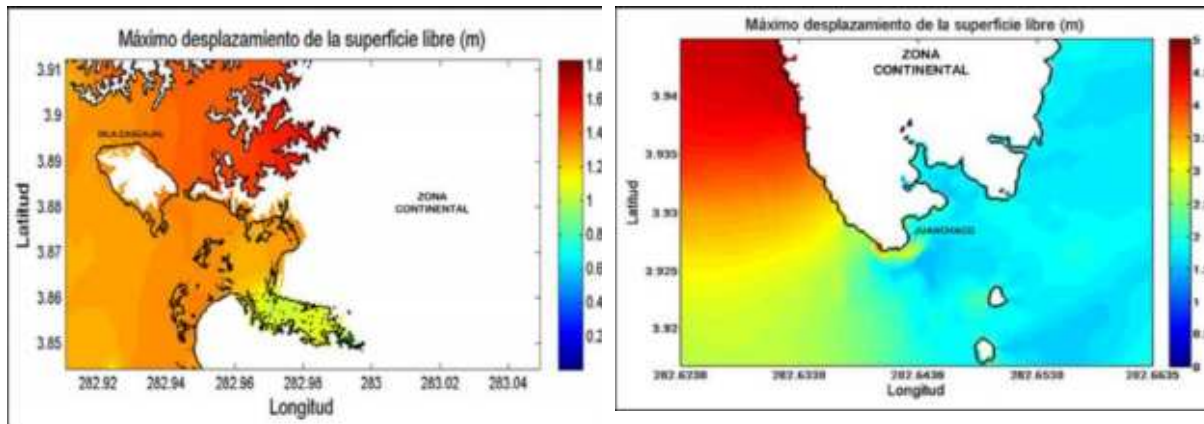 Máximo desplazamiento de la superficie libre (m)
3.91
3.9
3.89
3.88
3.87
3.86
3.85
Latitud
ZONA
CONTINENTAL
282.92 282.94 282.96 282.98 283 283.02 283.04
Longitud
1.8
1.6
1.4
1.2
1
0.8
0.6
0.4
0.2
Máximo desplazamiento de la superficie libre (m)
ZONA
CONTINENTAL
3.94
3.935
3.93
3.925
3.92
Latitud
JUANCHACO
282.6238 282.6338 282.6438 282.6538 282.6635
Longitud